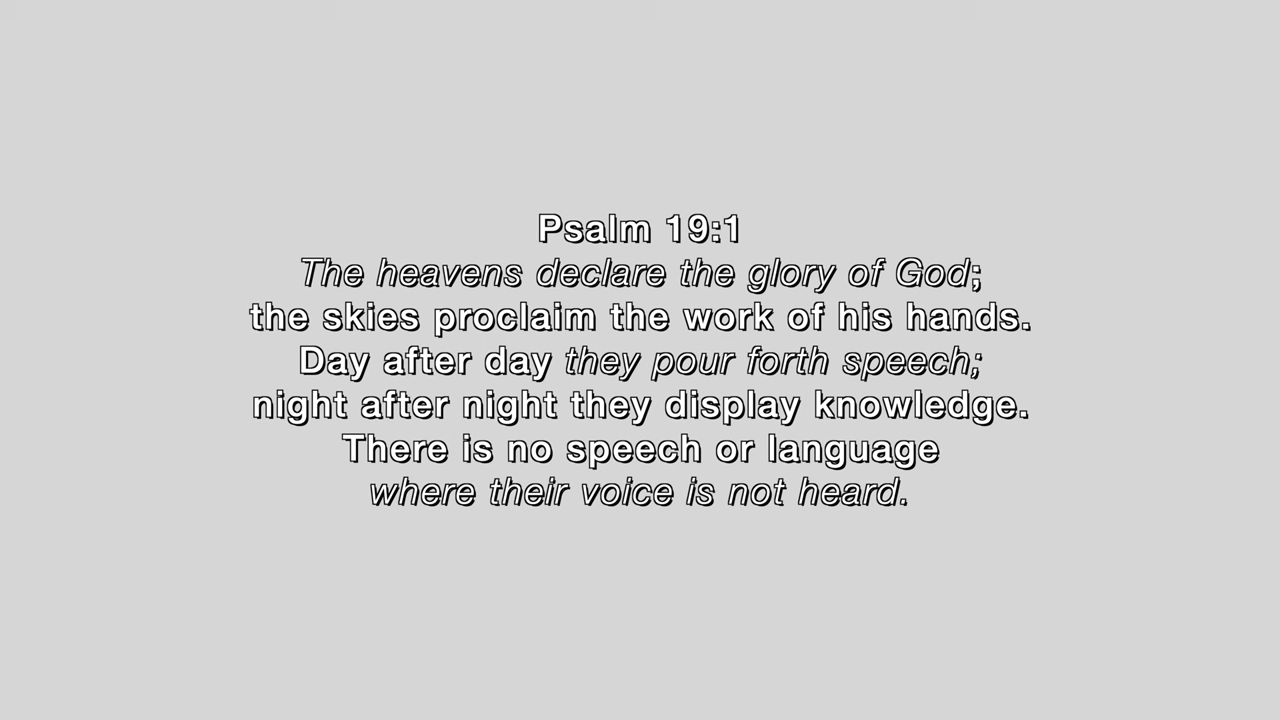 Psalm 19:1
The heavens declare the glory of God;
the skies proclaim the work of his hands.
Day after day they pour forth speech;
night after night they display knowledge.
There is no speech or language
where their voice is not heard.